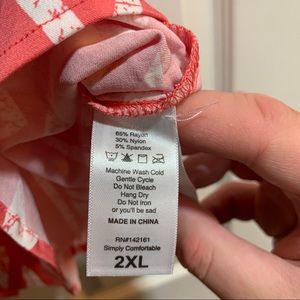 65% Rayon
30% Nylon
5% Spandex
Machine Wash Cold
Gentle Cycle
Do Not Bleach
Hang Dry
Do Not Iron
or you'll be sad
MADE IN CHINA
RN#142161
Simply Comfortable
2XL